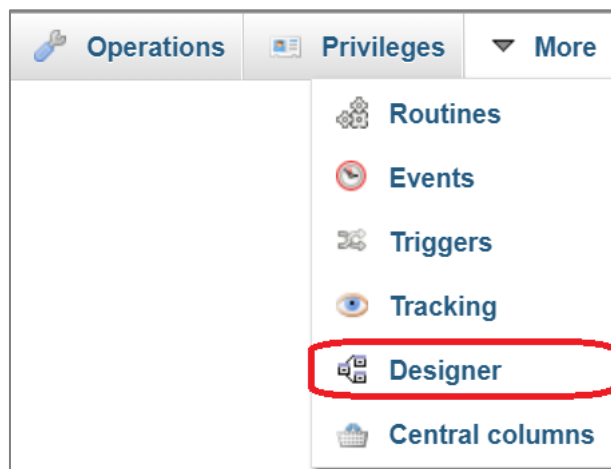 Operations Privileges More
Routines
Events
Triggers
Tracking
Designer
Central columns